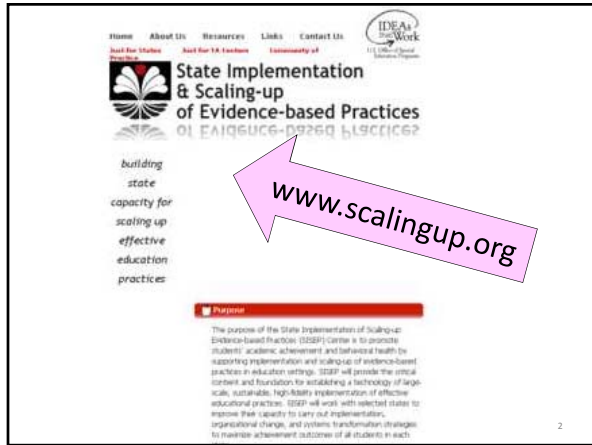 Home About Us Resources Links Contact Us
IDEAs
that Work
U.S. Office of Special
Education Programs
Just for States Just for TA Centers Community of
Practice
State Implementation
& Scaling-up
of Evidence-based Practices
building
state
capacity for
scaling up
effective
education
practices
www.scalingup.org
Purpose
The purpose of the State Implementation of Scaling-up
Evidence-based Practices (SISEP) Center is to promote
students' academic achievement and behavioral health by
supporting implementation and scaling-up of evidence-based
practices in education settings. SISEP will provide the critical
content and foundation for establishing a technology of large-
scale, sustainable, high-fidelity implementation of effective
educational practices. SISEP will work with selected states to
improve their capacity to carry out implementation,
organizational change, and systems transformation strategies
to maximize achievement outcomes of all students in each
2